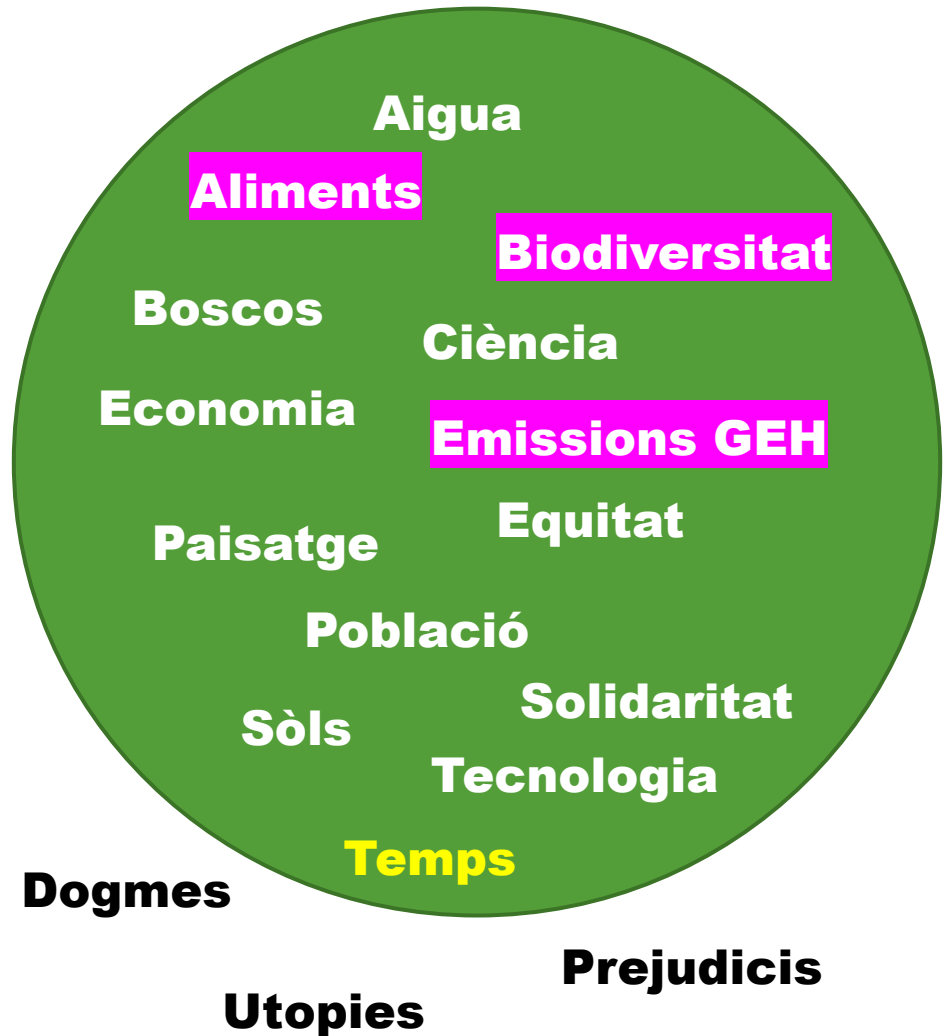 Aigua
Aliments
Biodiversitat
Boscos
Ciència
Economia
Emissions GEH
Equitat
Paisatge
Població
Solidaritat
Sòls
Tecnologia
Temps
Dogmes
Prejudicis
Utopies